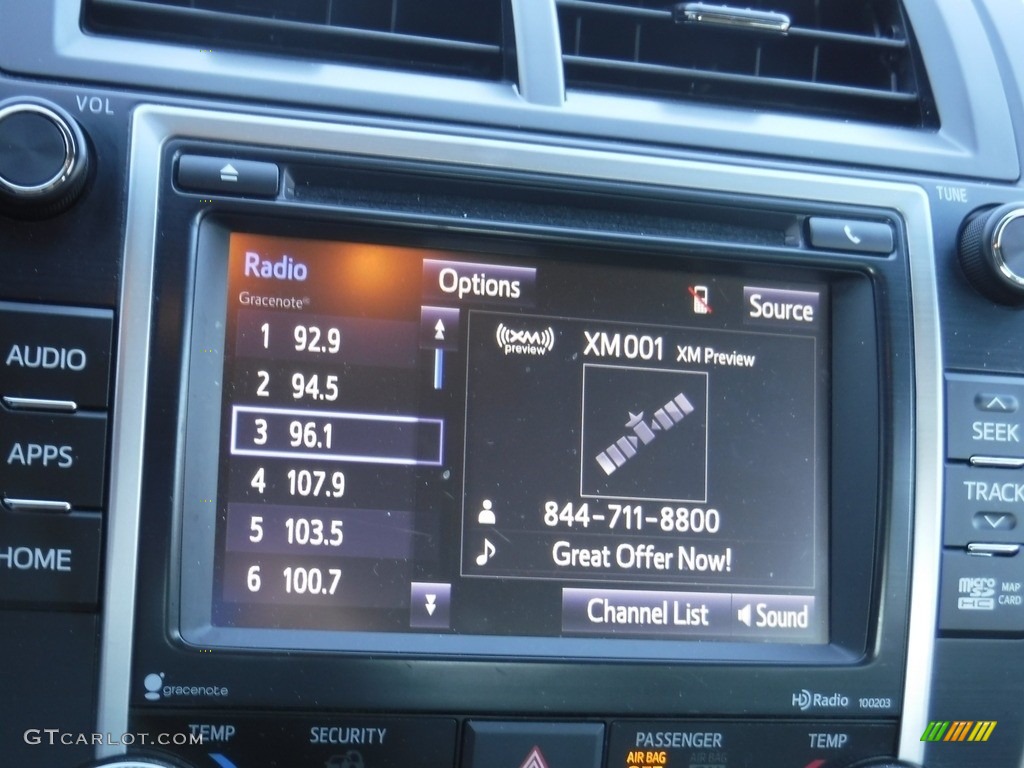 VOL
TUNE
Radio
Gracenote®
Options
Source
1 92.9
2 94.5
3 96.1
4 107.9
5 103.5
6 100.7
((XM))
preview
XM001 XM Preview
844-711-8800
Great Offer Now!
Channel List
Sound
AUDIO
APPS
HOME
SEEK
TRACK
micro
SD
HC
MAP
CARD
gracenote
HD Radio 100203
GTCARLOT.COM
TEMP
SECURITY
PASSENGER
AIR BAG
OFF
TEMP